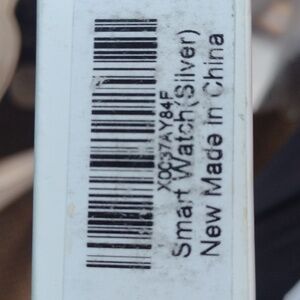 X0037AY84F
Smart Watch(Silver)
New Made in China